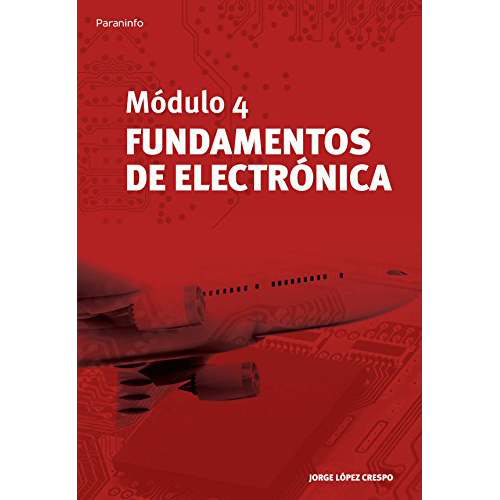 Paraninfo
Módulo 4
FUNDAMENTOS
DE ELECTRÓNICA
JORGE LÓPEZ CRESPO